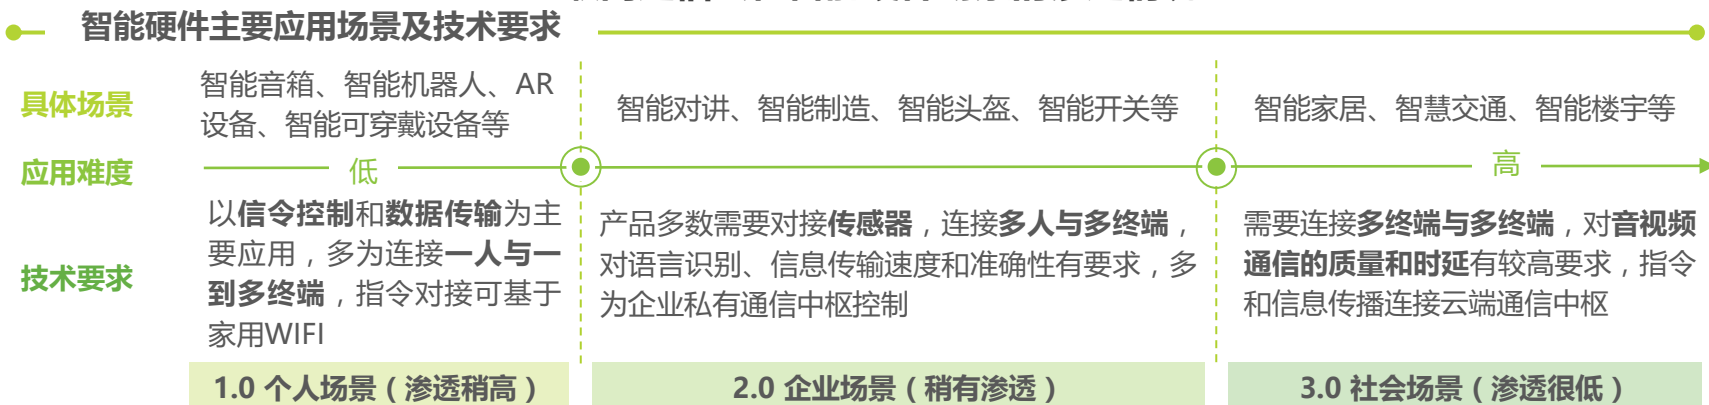 智能硬件主要应用场景及技术要求
具体场景
智能音箱、智能机器人、AR
设备、智能可穿戴设备等
智能对讲、智能制造、智能头盔、智能开关等
智能家居、智慧交通、智能楼宇等
应用难度
低
高
技术要求
以信令控制和数据传输为主
要应用，多为连接一人与一
到多终端，指令对接可基于
家用WIFI
产品多数需要对接传感器，连接多人与多终端，
对语言识别、信息传输速度和准确性有要求，多
为企业私有通信中枢控制
需要连接多终端与多终端，对音视频
通信的质量和时延有较高要求，指令
和信息传播连接云端通信中枢
1.0 个人场景（渗透稍高）
2.0 企业场景（稍有渗透）
3.0 社会场景（渗透很低）